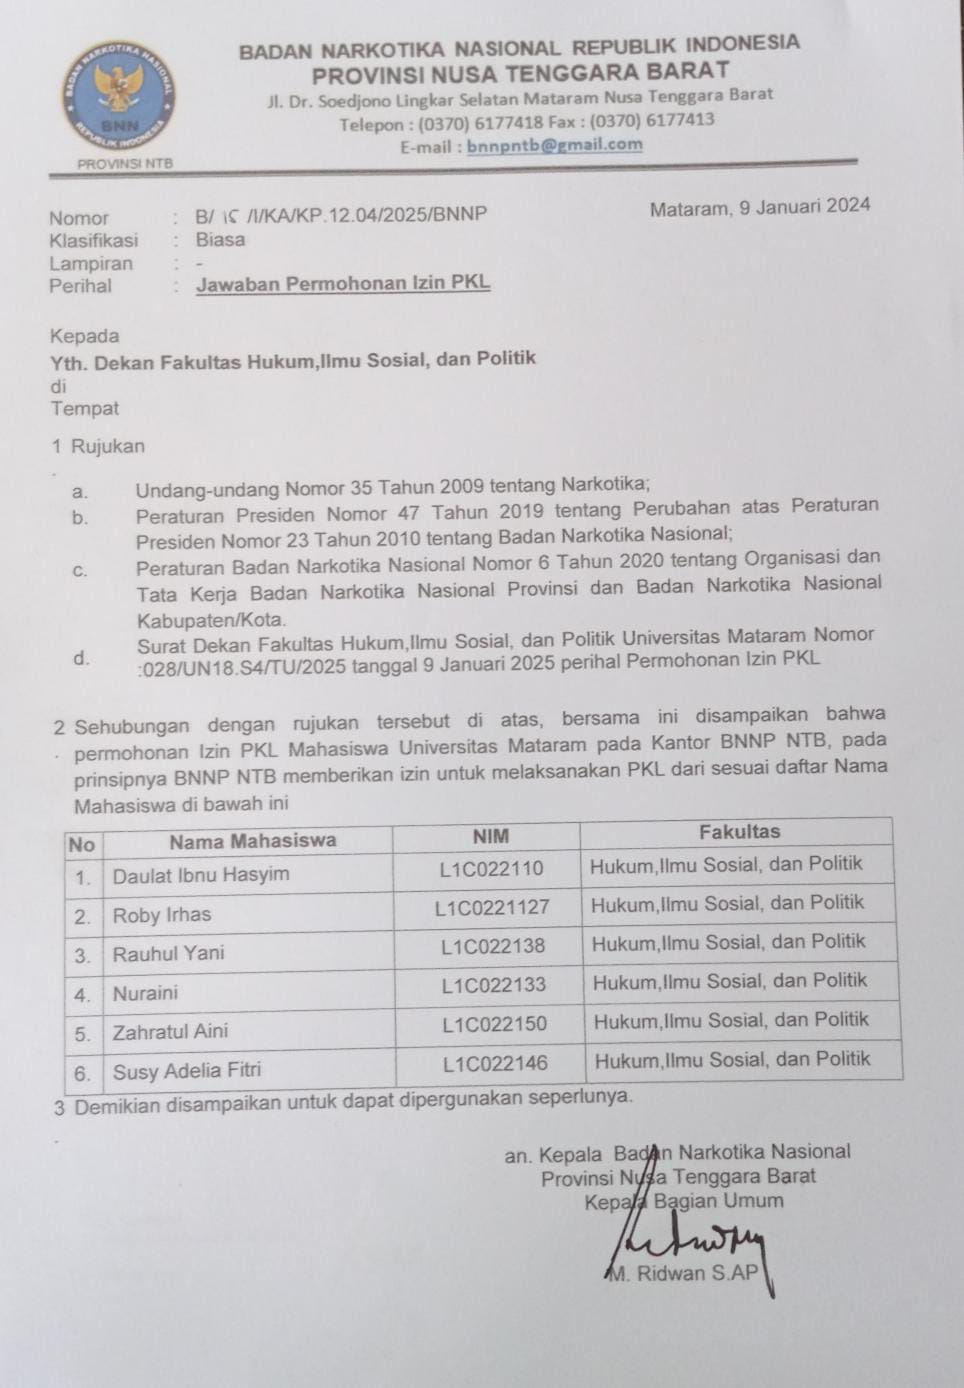 BADAN NARKOTIKA NASIONAL
BNN
REPUBLIK INDONESIA
PROVINSI NTB
BADAN NARKOTIKA NASIONAL REPUBLIK INDONESIA
PROVINSI NUSA TENGGARA BARAT
Jl. Dr. Soedjono Lingkar Selatan Mataram Nusa Tenggara Barat
Telepon : (0370) 6177418 Fax : (0370) 6177413
E-mail : bnnpntb@gmail.com
Nomor : B/ 15 /I/KA/KP.12.04/2025/BNNP Mataram, 9 Januari 2024
Klasifikasi : Biasa
Lampiran : -
Perihal : Jawaban Permohonan Izin PKL
Kepada
Yth. Dekan Fakultas Hukum,Ilmu Sosial, dan Politik
di
Tempat
1 Rujukan
.
a. Undang-undang Nomor 35 Tahun 2009 tentang Narkotika;
b. Peraturan Presiden Nomor 47 Tahun 2019 tentang Perubahan atas Peraturan
Presiden Nomor 23 Tahun 2010 tentang Badan Narkotika Nasional;
c. Peraturan Badan Narkotika Nasional Nomor 6 Tahun 2020 tentang Organisasi dan
Tata Kerja Badan Narkotika Nasional Provinsi dan Badan Narkotika Nasional
Kabupaten/Kota.
d. Surat Dekan Fakultas Hukum,Ilmu Sosial, dan Politik Universitas Mataram Nomor
:028/UN18.S4/TU/2025 tanggal 9 Januari 2025 perihal Permohonan Izin PKL
2 Sehubungan dengan rujukan tersebut di atas, bersama ini disampaikan bahwa
. permohonan Izin PKL Mahasiswa Universitas Mataram pada Kantor BNNP NTB, pada
prinsipnya BNNP NTB memberikan izin untuk melaksanakan PKL dari sesuai daftar Nama
Mahasiswa di bawah ini
No Nama Mahasiswa NIM Fakultas
1. Daulat Ibnu Hasyim L1C022110 Hukum,Ilmu Sosial, dan Politik
2. Roby Irhas L1C0221127 Hukum,Ilmu Sosial, dan Politik
3. Rauhul Yani L1C022138 Hukum,Ilmu Sosial, dan Politik
4. Nuraini L1C022133 Hukum,Ilmu Sosial, dan Politik
5. Zahratul Aini L1C022150 Hukum,Ilmu Sosial, dan Politik
6. Susy Adelia Fitri L1C022146 Hukum,Ilmu Sosial, dan Politik
3 Demikian disampaikan untuk dapat dipergunakan seperlunya.
.
an. Kepala Badan Narkotika Nasional
Provinsi Nusa Tenggara Barat
Kepala Bagian Umum
M. Ridwan S.AP